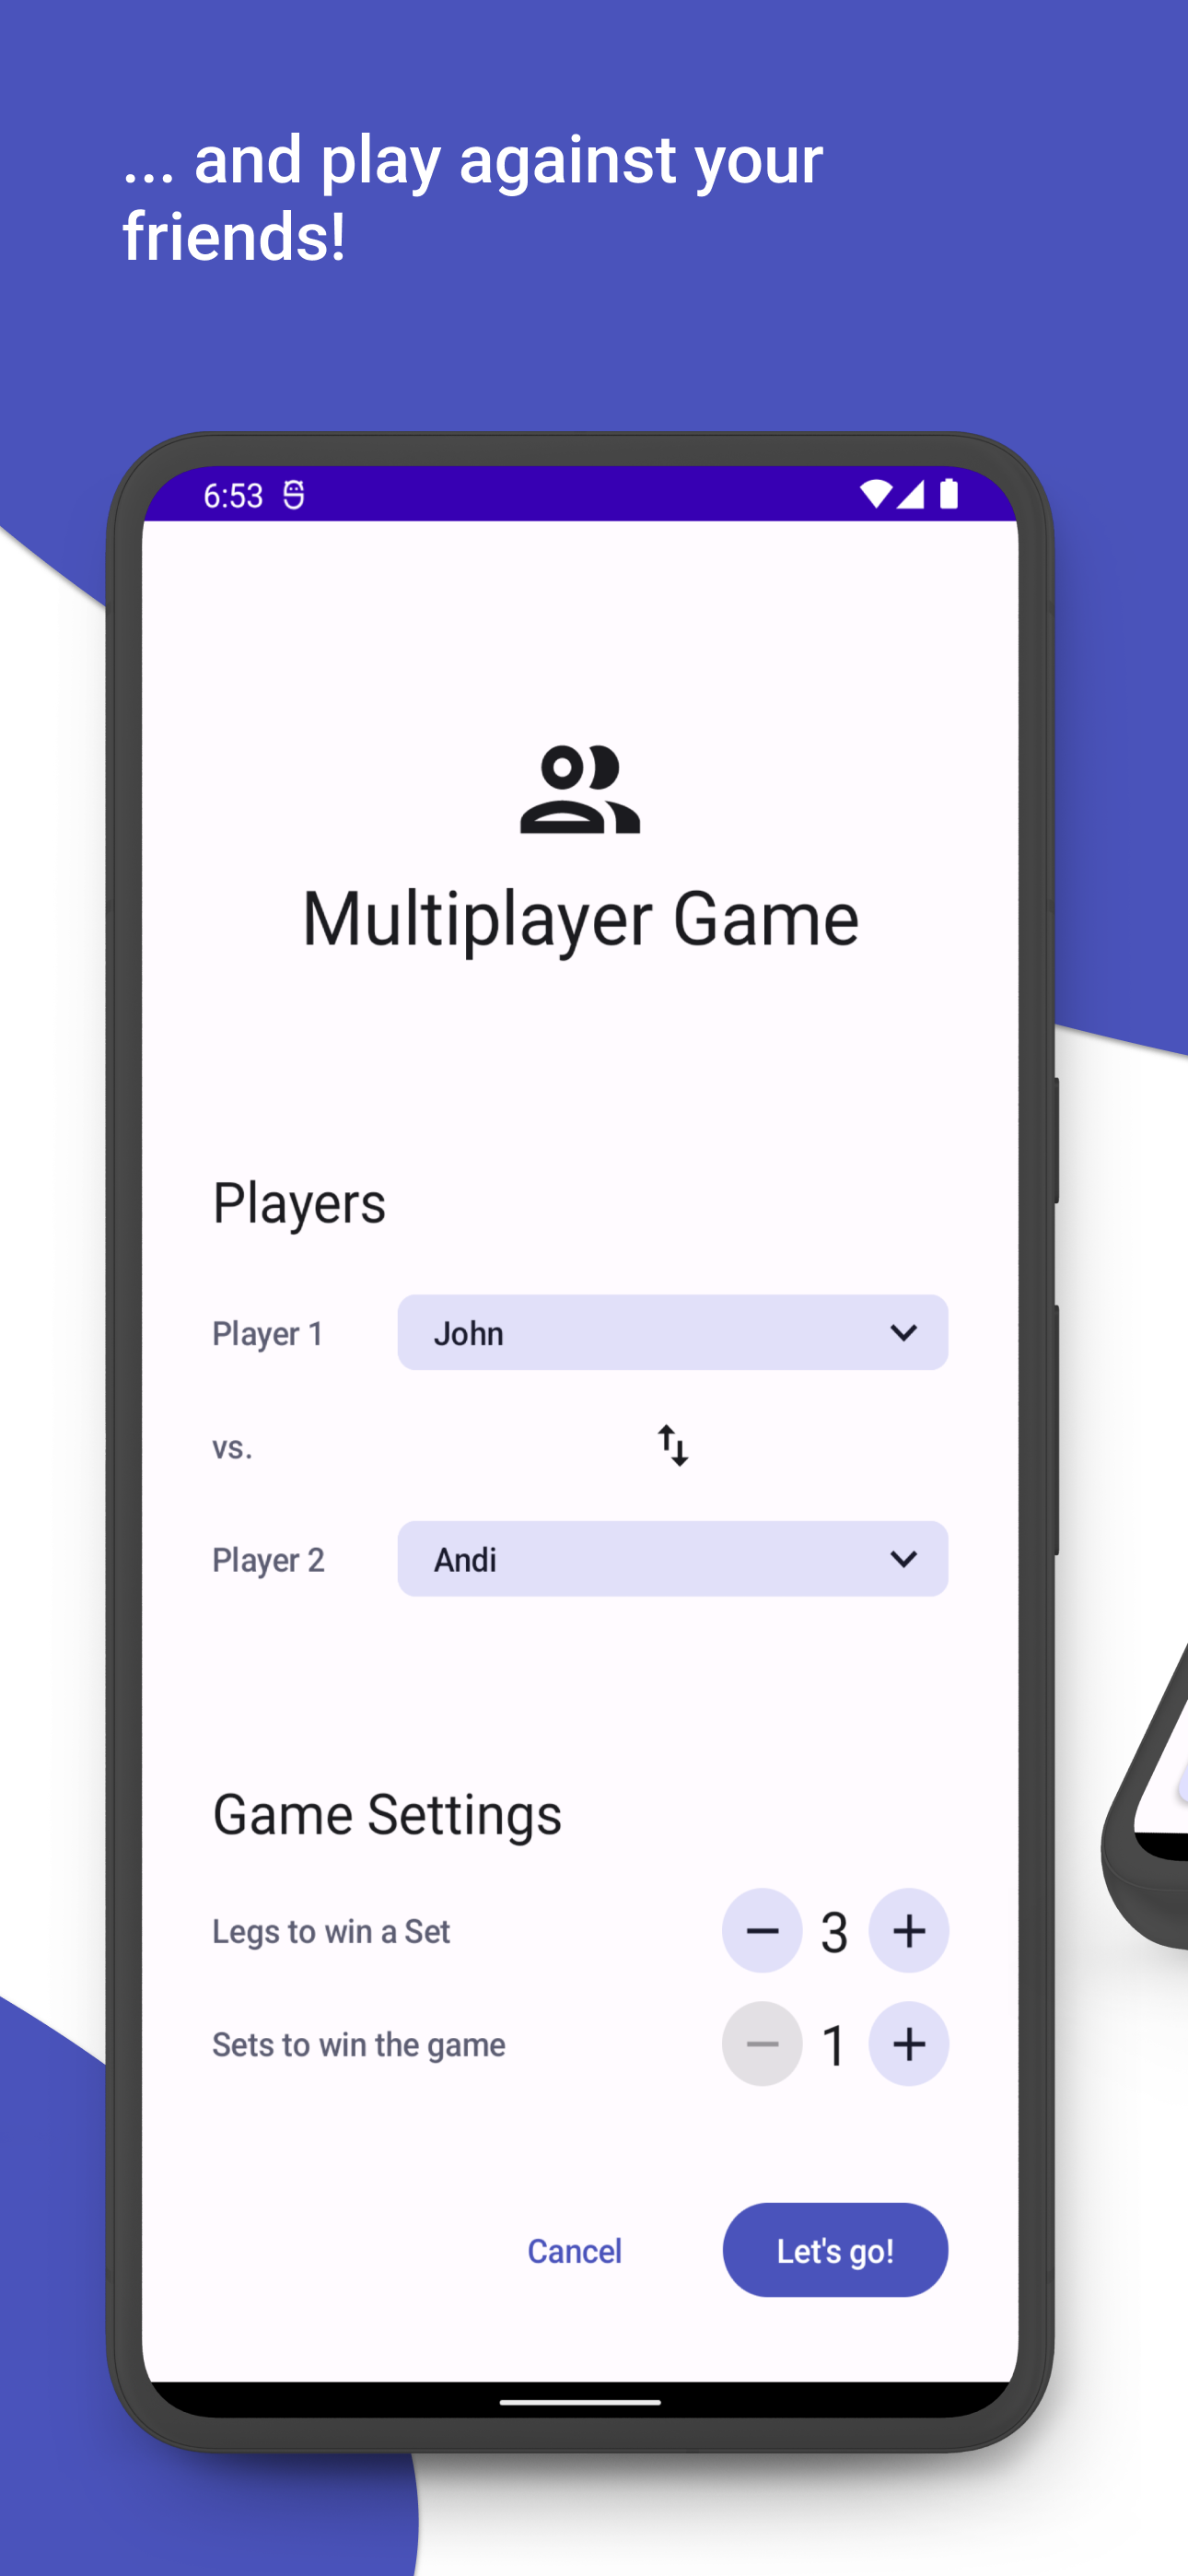 ... and play against your
friends!
6:53
Multiplayer Game
Players
Player 1 John
vs.
Player 2 Andi
Game Settings
Legs to win a Set 3
Sets to win the game 1
Cancel Let's go!